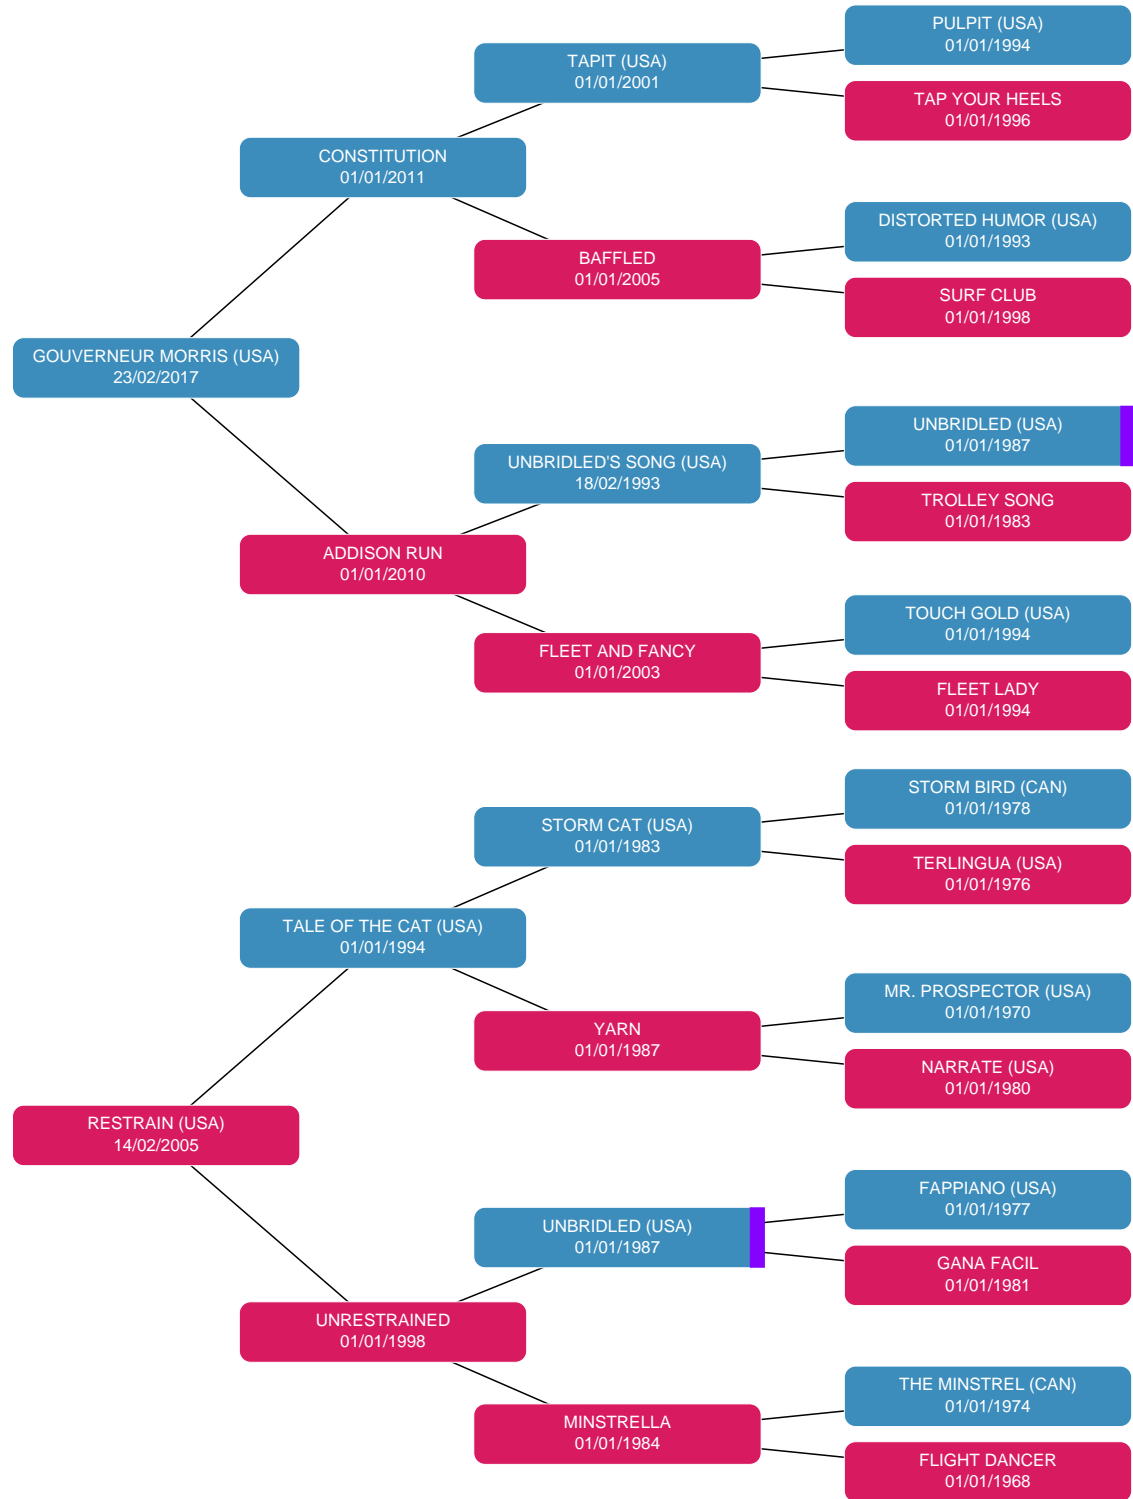 PULPIT (USA)
01/01/1994
TAPIT (USA)
01/01/2001
TAP YOUR HEELS
01/01/1996
CONSTITUTION
01/01/2011
DISTORTED HUMOR (USA)
01/01/1993
BAFFLED
01/01/2005
SURF CLUB
01/01/1998
GOUVERNEUR MORRIS (USA)
23/02/2017
UNBRIDLED (USA)
01/01/1987
UNBRIDLED'S SONG (USA)
18/02/1993
TROLLEY SONG
01/01/1983
ADDISON RUN
01/01/2010
TOUCH GOLD (USA)
01/01/1994
FLEET AND FANCY
01/01/2003
FLEET LADY
01/01/1994
STORM BIRD (CAN)
01/01/1978
STORM CAT (USA)
01/01/1983
TERLINGUA (USA)
01/01/1976
TALE OF THE CAT (USA)
01/01/1994
MR. PROSPECTOR (USA)
01/01/1970
YARN
01/01/1987
NARRATE (USA)
01/01/1980
RESTRAIN (USA)
14/02/2005
FAPPIANO (USA)
01/01/1977
UNBRIDLED (USA)
01/01/1987
GANA FACIL
01/01/1981
UNRESTRAINED
01/01/1998
THE MINSTREL (CAN)
01/01/1974
MINSTRELLA
01/01/1984
FLIGHT DANCER
01/01/1968